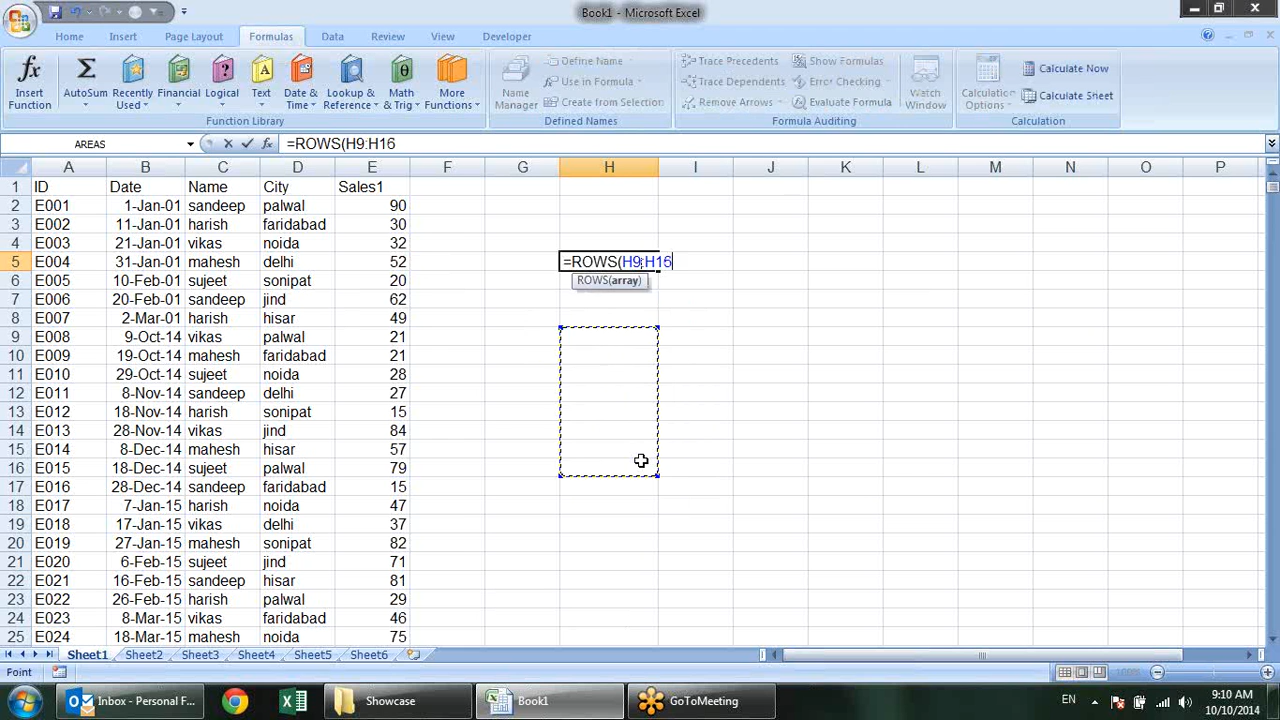 Book1 - Microsoft Excel
Home Insert Page Layout Formulas Data Review View Developer
fx Insert Function
Σ AutoSum
Recently Used
Financial
Logical
Text
Date & Time
Lookup & Reference
Math & Trig
More Functions
Function Library
Name Manager
Define Name
Use in Formula
Create from Selection
Defined Names
Trace Precedents
Trace Dependents
Remove Arrows
Show Formulas
Error Checking
Evaluate Formula
Formula Auditing
Watch Window
Calculation Options
Calculate Now
Calculate Sheet
Calculation
AREAS fx =ROWS(H9:H16
A B C D E F G H I J K L M N O P
1 ID Date Name City Sales1
2 E001 1-Jan-01 sandeep palwal 90
3 E002 11-Jan-01 harish faridabad 30
4 E003 21-Jan-01 vikas noida 32
5 E004 31-Jan-01 mahesh delhi 52 =ROWS(H9:H16
6 E005 10-Feb-01 sujeet sonipat 20 ROWS(array)
7 E006 20-Feb-01 sandeep jind 62
8 E007 2-Mar-01 harish hisar 49
9 E008 9-Oct-14 vikas palwal 21
10 E009 19-Oct-14 mahesh faridabad 21
11 E010 29-Oct-14 sujeet noida 28
12 E011 8-Nov-14 sandeep delhi 27
13 E012 18-Nov-14 harish sonipat 15
14 E013 28-Nov-14 vikas jind 84
15 E014 8-Dec-14 mahesh hisar 57
16 E015 18-Dec-14 sujeet palwal 79
17 E016 28-Dec-14 sandeep faridabad 15
18 E017 7-Jan-15 harish noida 47
19 E018 17-Jan-15 vikas delhi 37
20 E019 27-Jan-15 mahesh sonipat 82
21 E020 6-Feb-15 sujeet jind 71
22 E021 16-Feb-15 sandeep hisar 81
23 E022 26-Feb-15 harish palwal 29
24 E023 8-Mar-15 vikas faridabad 46
25 E024 18-Mar-15 mahesh noida 75
Sheet1 Sheet2 Sheet3 Sheet4 Sheet5 Sheet6
Point 100%
Inbox - Personal F... Showcase Book1 GoToMeeting EN 9:10 AM
10/10/2014